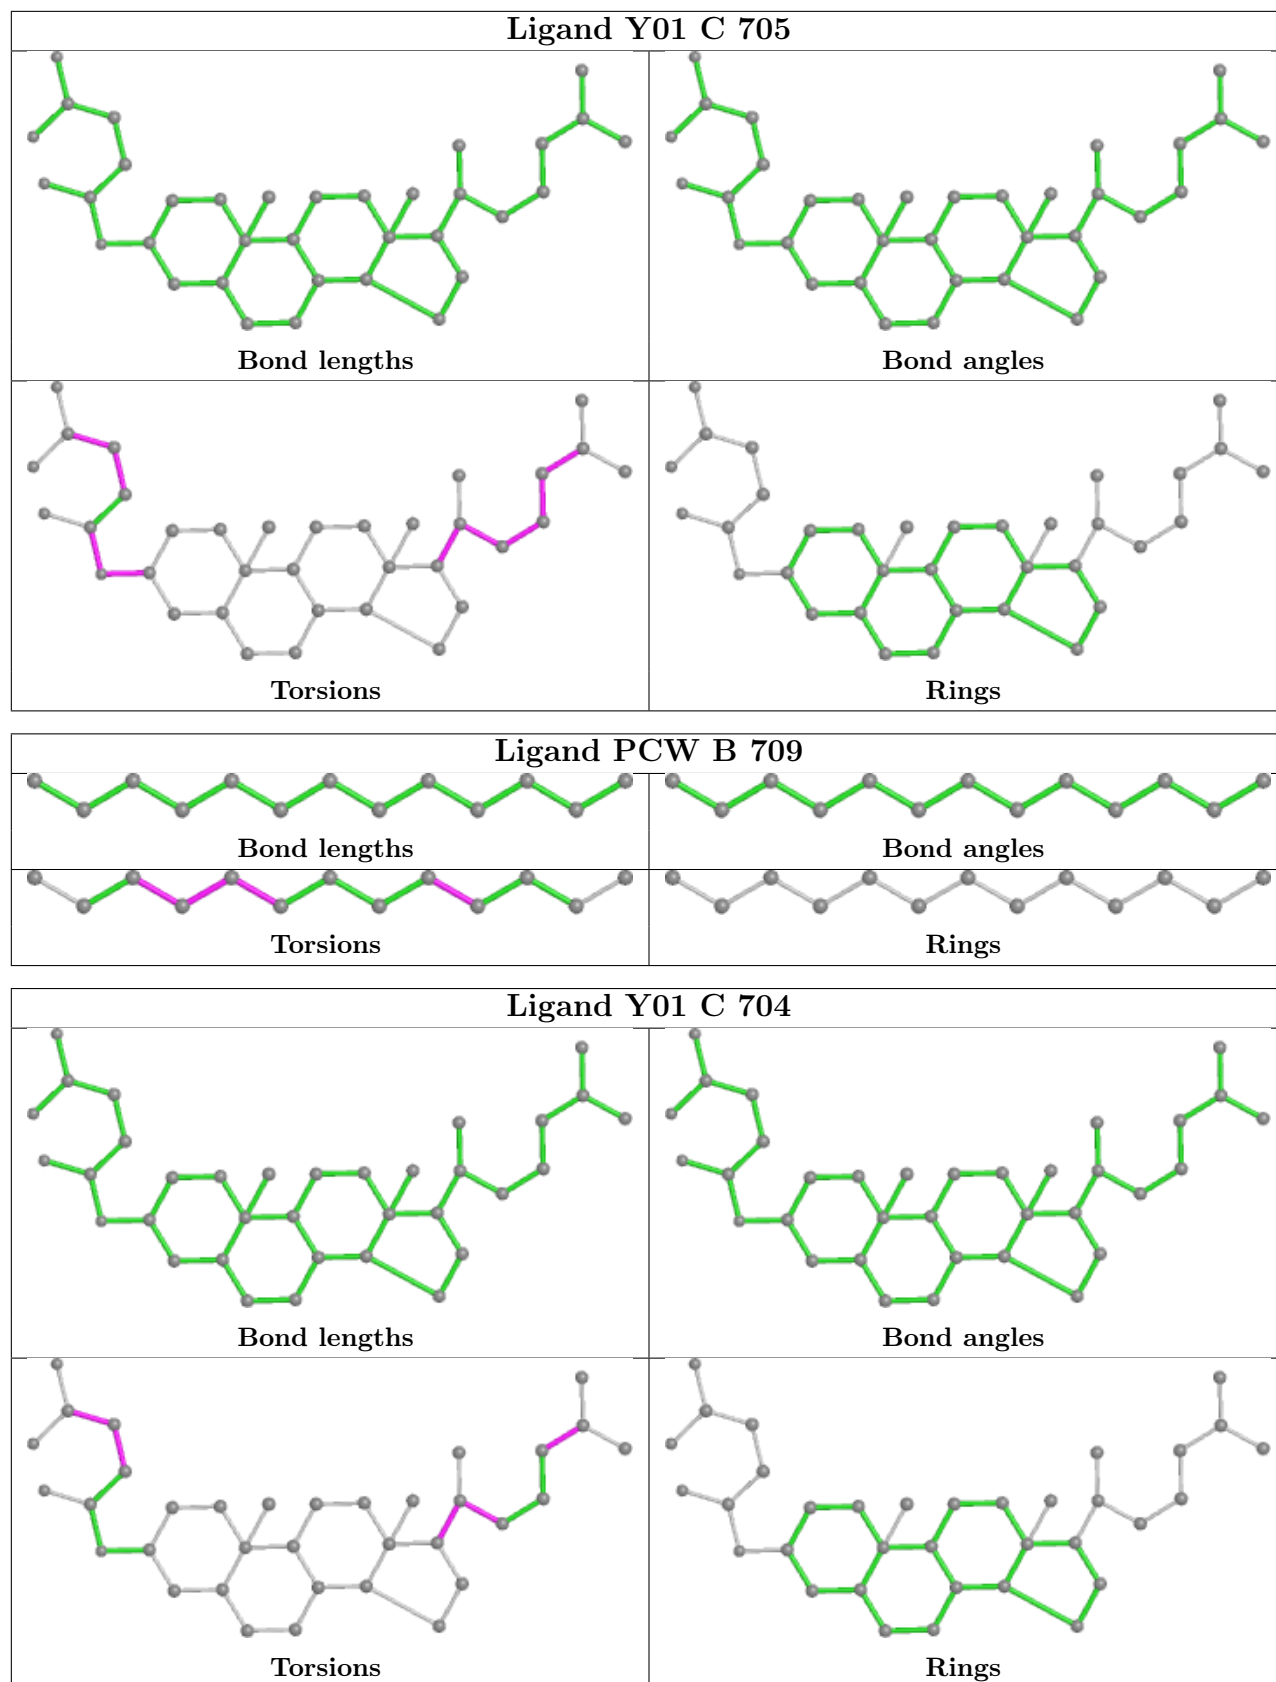 Ligand Y01 C 705
Bond lengths
Bond angles
Torsions
Rings
Ligand PCW B 709
Bond lengths
Bond angles
Torsions
Rings
Ligand Y01 C 704
Bond lengths
Bond angles
Torsions
Rings